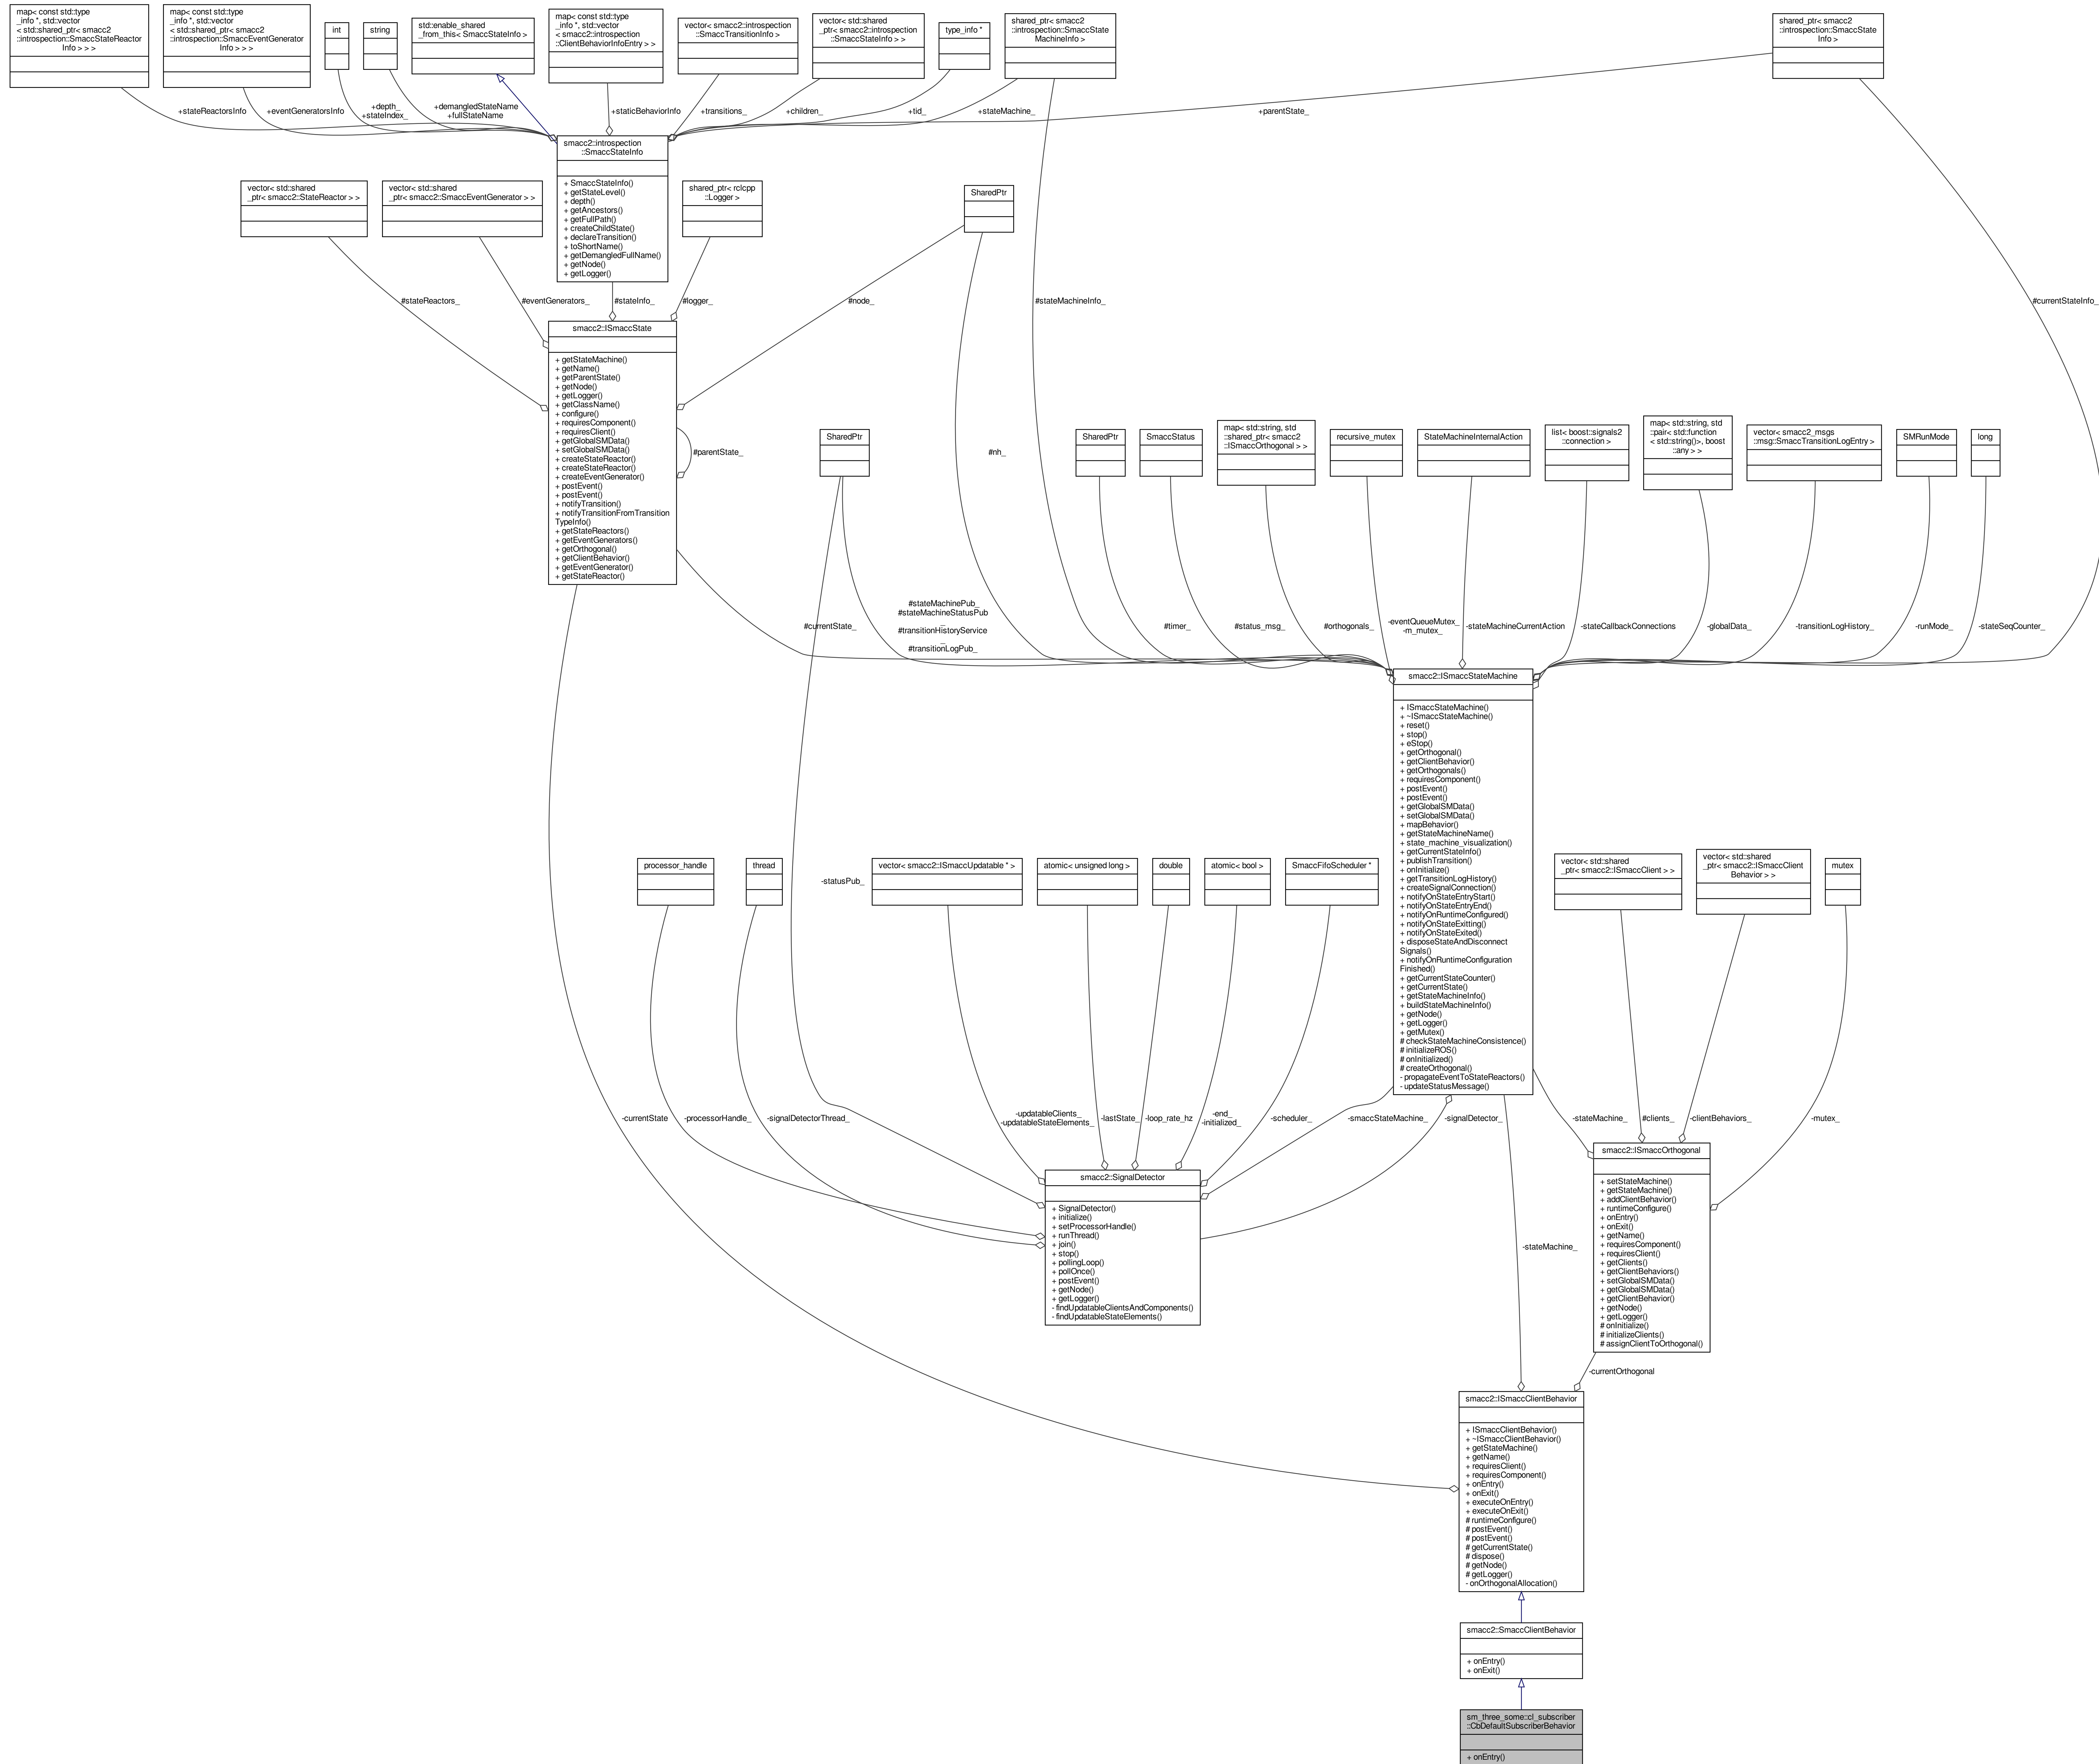 map< const std::type
_info *, std::vector
< std::shared_ptr< smacc2
::introspection::SmaccStateReactor
Info > > >
map< const std::type
_info *, std::vector
< std::shared_ptr< smacc2
::introspection::SmaccEventGenerator
Info > > >
int
string
std::enable_shared
_from_this< SmaccStateInfo >
map< const std::type
_info *, std::vector
< smacc2::introspection
::ClientBehaviorInfoEntry > >
vector< smacc2::introspection
::SmaccTransitionInfo >
vector< std::shared
_ptr< smacc2::introspection
::SmaccStateInfo > >
type_info *
shared_ptr< smacc2
::introspection::SmaccState
MachineInfo >
shared_ptr< smacc2
::introspection::SmaccState
Info >
+stateReactorsInfo
+eventGeneratorsInfo
+depth_
+stateIndex_
+demangledStateName
+fullStateName
+staticBehaviorInfo
+transitions_
+children_
+tid_
+stateMachine_
+parentState_
smacc2::introspection
::SmaccStateInfo
+ SmaccStateInfo()
+ getStateLevel()
+ depth()
+ getAncestors()
+ getFullPath()
+ createChildState()
+ declareTransition()
+ toShortName()
+ getDemangledFullName()
+ getNode()
+ getLogger()
vector< std::shared
_ptr< smacc2::StateReactor > >
vector< std::shared
_ptr< smacc2::SmaccEventGenerator > >
shared_ptr< rclcpp
::Logger >
SharedPtr
#stateReactors_
#eventGenerators_
#stateInfo_
#logger_
#node_
#stateMachineInfo_
#currentStateInfo_
smacc2::ISmaccState
+ getStateMachine()
+ getName()
+ getParentState()
+ getNode()
+ getLogger()
+ getClassName()
+ configure()
+ requiresComponent()
+ requiresClient()
+ getGlobalSMData()
+ setGlobalSMData()
+ createStateReactor()
+ createStateReactor()
+ createEventGenerator()
+ postEvent()
+ postEvent()
+ notifyTransition()
+ notifyTransitionFromTransition
TypeInfo()
+ getStateReactors()
+ getEventGenerators()
+ getOrthogonal()
+ getClientBehavior()
+ getEventGenerator()
+ getStateReactor()
#parentState_
#nh_
SharedPtr
SharedPtr
SmaccStatus
map< std::string, std
::shared_ptr< smacc2
::ISmaccOrthogonal > >
recursive_mutex
StateMachineInternalAction
list< boost::signals2
::connection >
map< std::string, std
::pair< std::function
< std::string()>, boost
::any > >
vector< smacc2_msgs
::msg::SmaccTransitionLogEntry >
SMRunMode
long
#currentState_
#stateMachinePub_
#stateMachineStatusPub
_
#transitionHistoryService
_
#transitionLogPub_
#timer_
#status_msg_
#orthogonals_
-eventQueueMutex_
-m_mutex_
-stateMachineCurrentAction
-stateCallbackConnections
-globalData_
-transitionLogHistory_
-runMode_
-stateSeqCounter_
smacc2::ISmaccStateMachine
+ ISmaccStateMachine()
+ ~ISmaccStateMachine()
+ reset()
+ stop()
+ eStop()
+ getOrthogonal()
+ getClientBehavior()
+ getOrthogonals()
+ requiresComponent()
+ postEvent()
+ postEvent()
+ getGlobalSMData()
+ setGlobalSMData()
+ mapBehavior()
+ getStateMachineName()
+ state_machine_visualization()
+ getCurrentStateInfo()
+ publishTransition()
+ onInitialize()
+ getTransitionLogHistory()
+ createSignalConnection()
+ notifyOnStateEntryStart()
+ notifyOnStateEntryEnd()
+ notifyOnRuntimeConfigured()
+ notifyOnStateExitting()
+ notifyOnStateExited()
+ disposeStateAndDisconnect
Signals()
+ notifyOnRuntimeConfiguration
Finished()
+ getCurrentStateCounter()
+ getCurrentState()
+ getStateMachineInfo()
+ buildStateMachineInfo()
+ getNode()
+ getLogger()
+ getMutex()
# checkStateMachineConsistence()
# initializeROS()
# onInitialized()
# createOrthogonal()
- propagateEventToStateReactors()
- updateStatusMessage()
processor_handle
thread
-statusPub_
vector< smacc2::ISmaccUpdatable * >
atomic< unsigned long >
double
atomic< bool >
SmaccFifoScheduler *
vector< std::shared
_ptr< smacc2::ISmaccClient > >
vector< std::shared
_ptr< smacc2::ISmaccClient
Behavior > >
mutex
-currentState
-processorHandle_
-signalDetectorThread_
-updatableClients_
-updatableStateElements_
-lastState_
-loop_rate_hz
-end_
-initialized_
-scheduler_
-smaccStateMachine_
-signalDetector_
-stateMachine_
#clients_
-clientBehaviors_
-mutex_
smacc2::SignalDetector
+ SignalDetector()
+ initialize()
+ setProcessorHandle()
+ runThread()
+ join()
+ stop()
+ pollingLoop()
+ pollOnce()
+ postEvent()
+ getNode()
+ getLogger()
- findUpdatableClientsAndComponents()
- findUpdatableStateElements()
-stateMachine_
smacc2::ISmaccOrthogonal
+ setStateMachine()
+ getStateMachine()
+ addClientBehavior()
+ runtimeConfigure()
+ onEntry()
+ onExit()
+ getName()
+ requiresComponent()
+ requiresClient()
+ getClients()
+ getClientBehaviors()
+ setGlobalSMData()
+ getGlobalSMData()
+ getClientBehavior()
+ getNode()
+ getLogger()
# onInitialize()
# initializeClients()
# assignClientToOrthogonal()
-currentOrthogonal
smacc2::ISmaccClientBehavior
+ ISmaccClientBehavior()
+ ~ISmaccClientBehavior()
+ getStateMachine()
+ getName()
+ requiresClient()
+ requiresComponent()
+ onEntry()
+ onExit()
+ executeOnEntry()
+ executeOnExit()
# runtimeConfigure()
# postEvent()
# postEvent()
# getCurrentState()
# dispose()
# getNode()
# getLogger()
- onOrthogonalAllocation()
smacc2::SmaccClientBehavior
+ onEntry()
+ onExit()
sm_three_some::cl_subscriber
::CbDefaultSubscriberBehavior
+ onEntry()